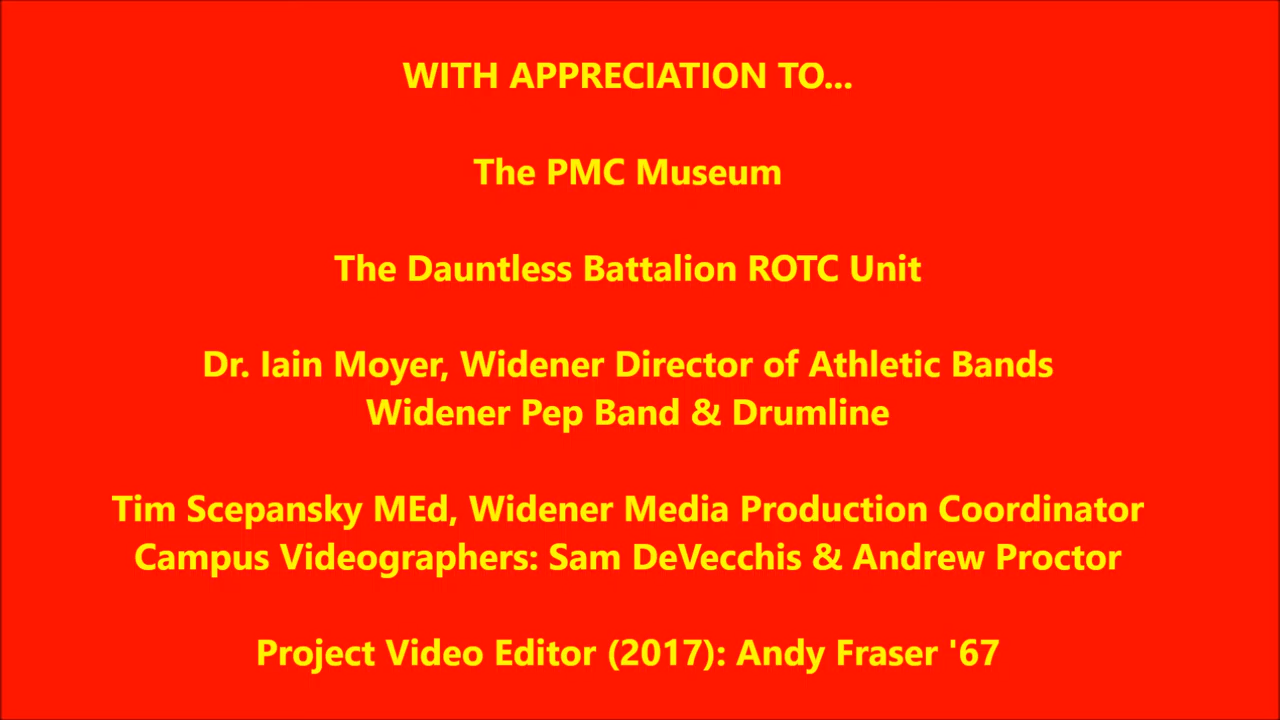 WITH APPRECIATION TO...
The PMC Museum
The Dauntless Battalion ROTC Unit
Dr. Iain Moyer, Widener Director of Athletic Bands
Widener Pep Band & Drumline
Tim Scepansky MEd, Widener Media Production Coordinator
Campus Videographers: Sam DeVecchis & Andrew Proctor
Project Video Editor (2017): Andy Fraser '67